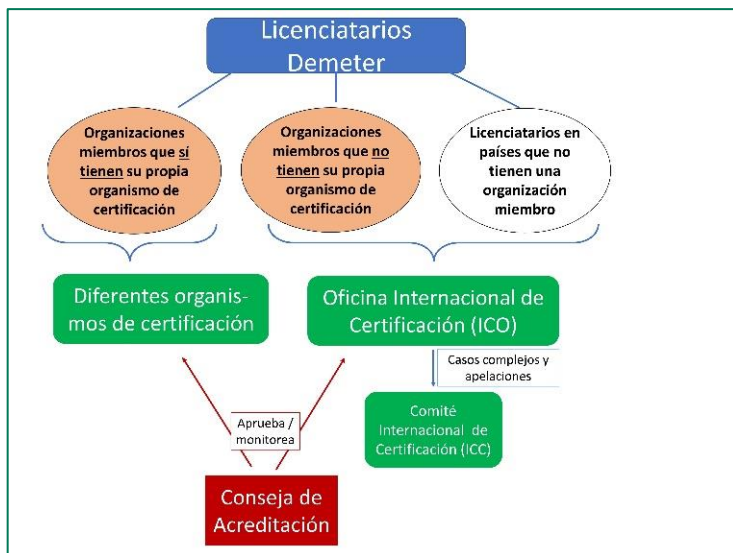 Licenciatarios
Demeter
Organizaciones
miembros que sí
tienen su propia
organismo de
certificación
Organizaciones
miembros que no
tienen su propia
organismo de
certificación
Licenciatarios en
países que no
tienen una
organización
miembro
Diferentes organis-
mos de certificación
Oficina Internacional de
Certificación (ICO)
Casos complejos y
apelaciones
Aprueba /
monitorea
Comité
Internacional de
Certificación (ICC)
Conseja de
Acreditación